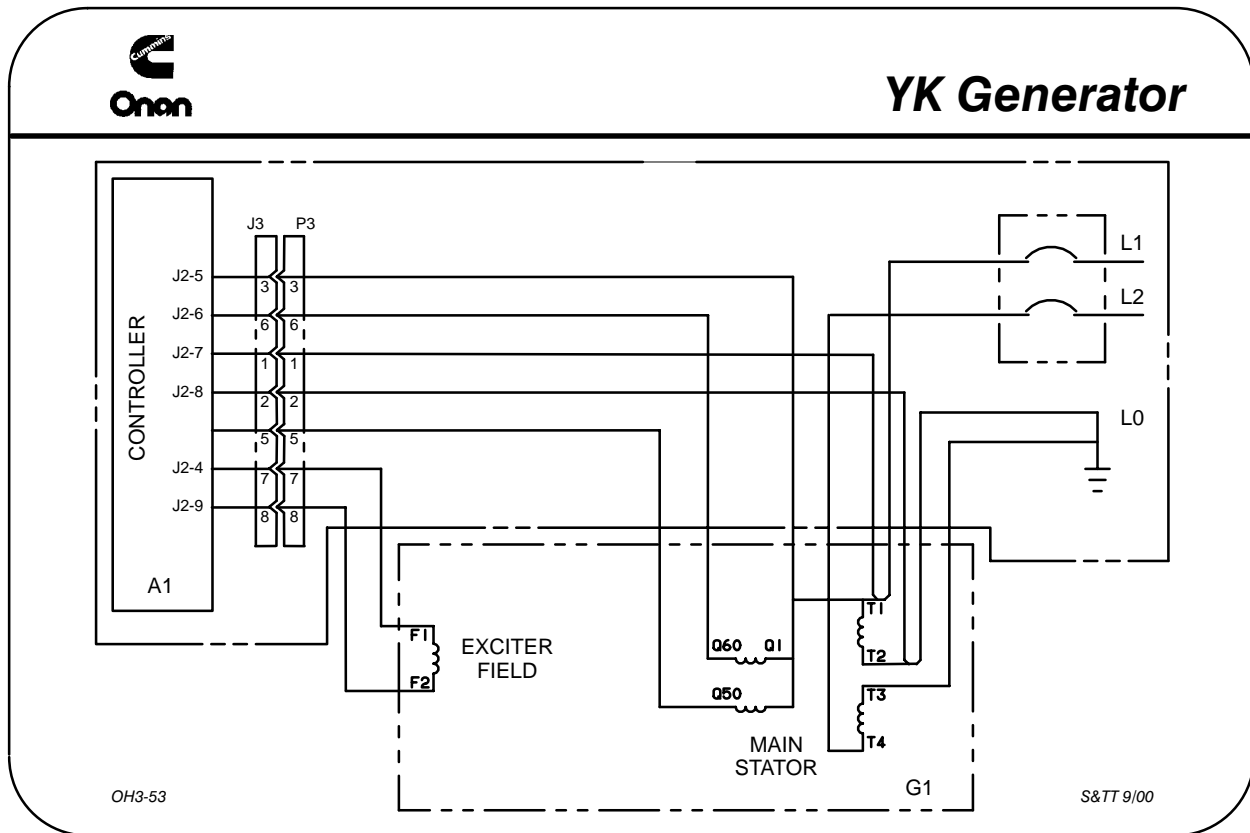 Cummins
Onan
YK Generator
J3
P3
L1
J2-5
3
3
L2
J2-6
6
6
CONTROLLER
J2-7
1
1
J2-8
2
2
L0
5
5
J2-4
7
7
J2-9
8
8
A1
T1
F1
EXCITER
FIELD
Q60
Q1
T2
F2
Q50
T3
MAIN
STATOR
T4
G1
OH3-53
S&TT 9/00